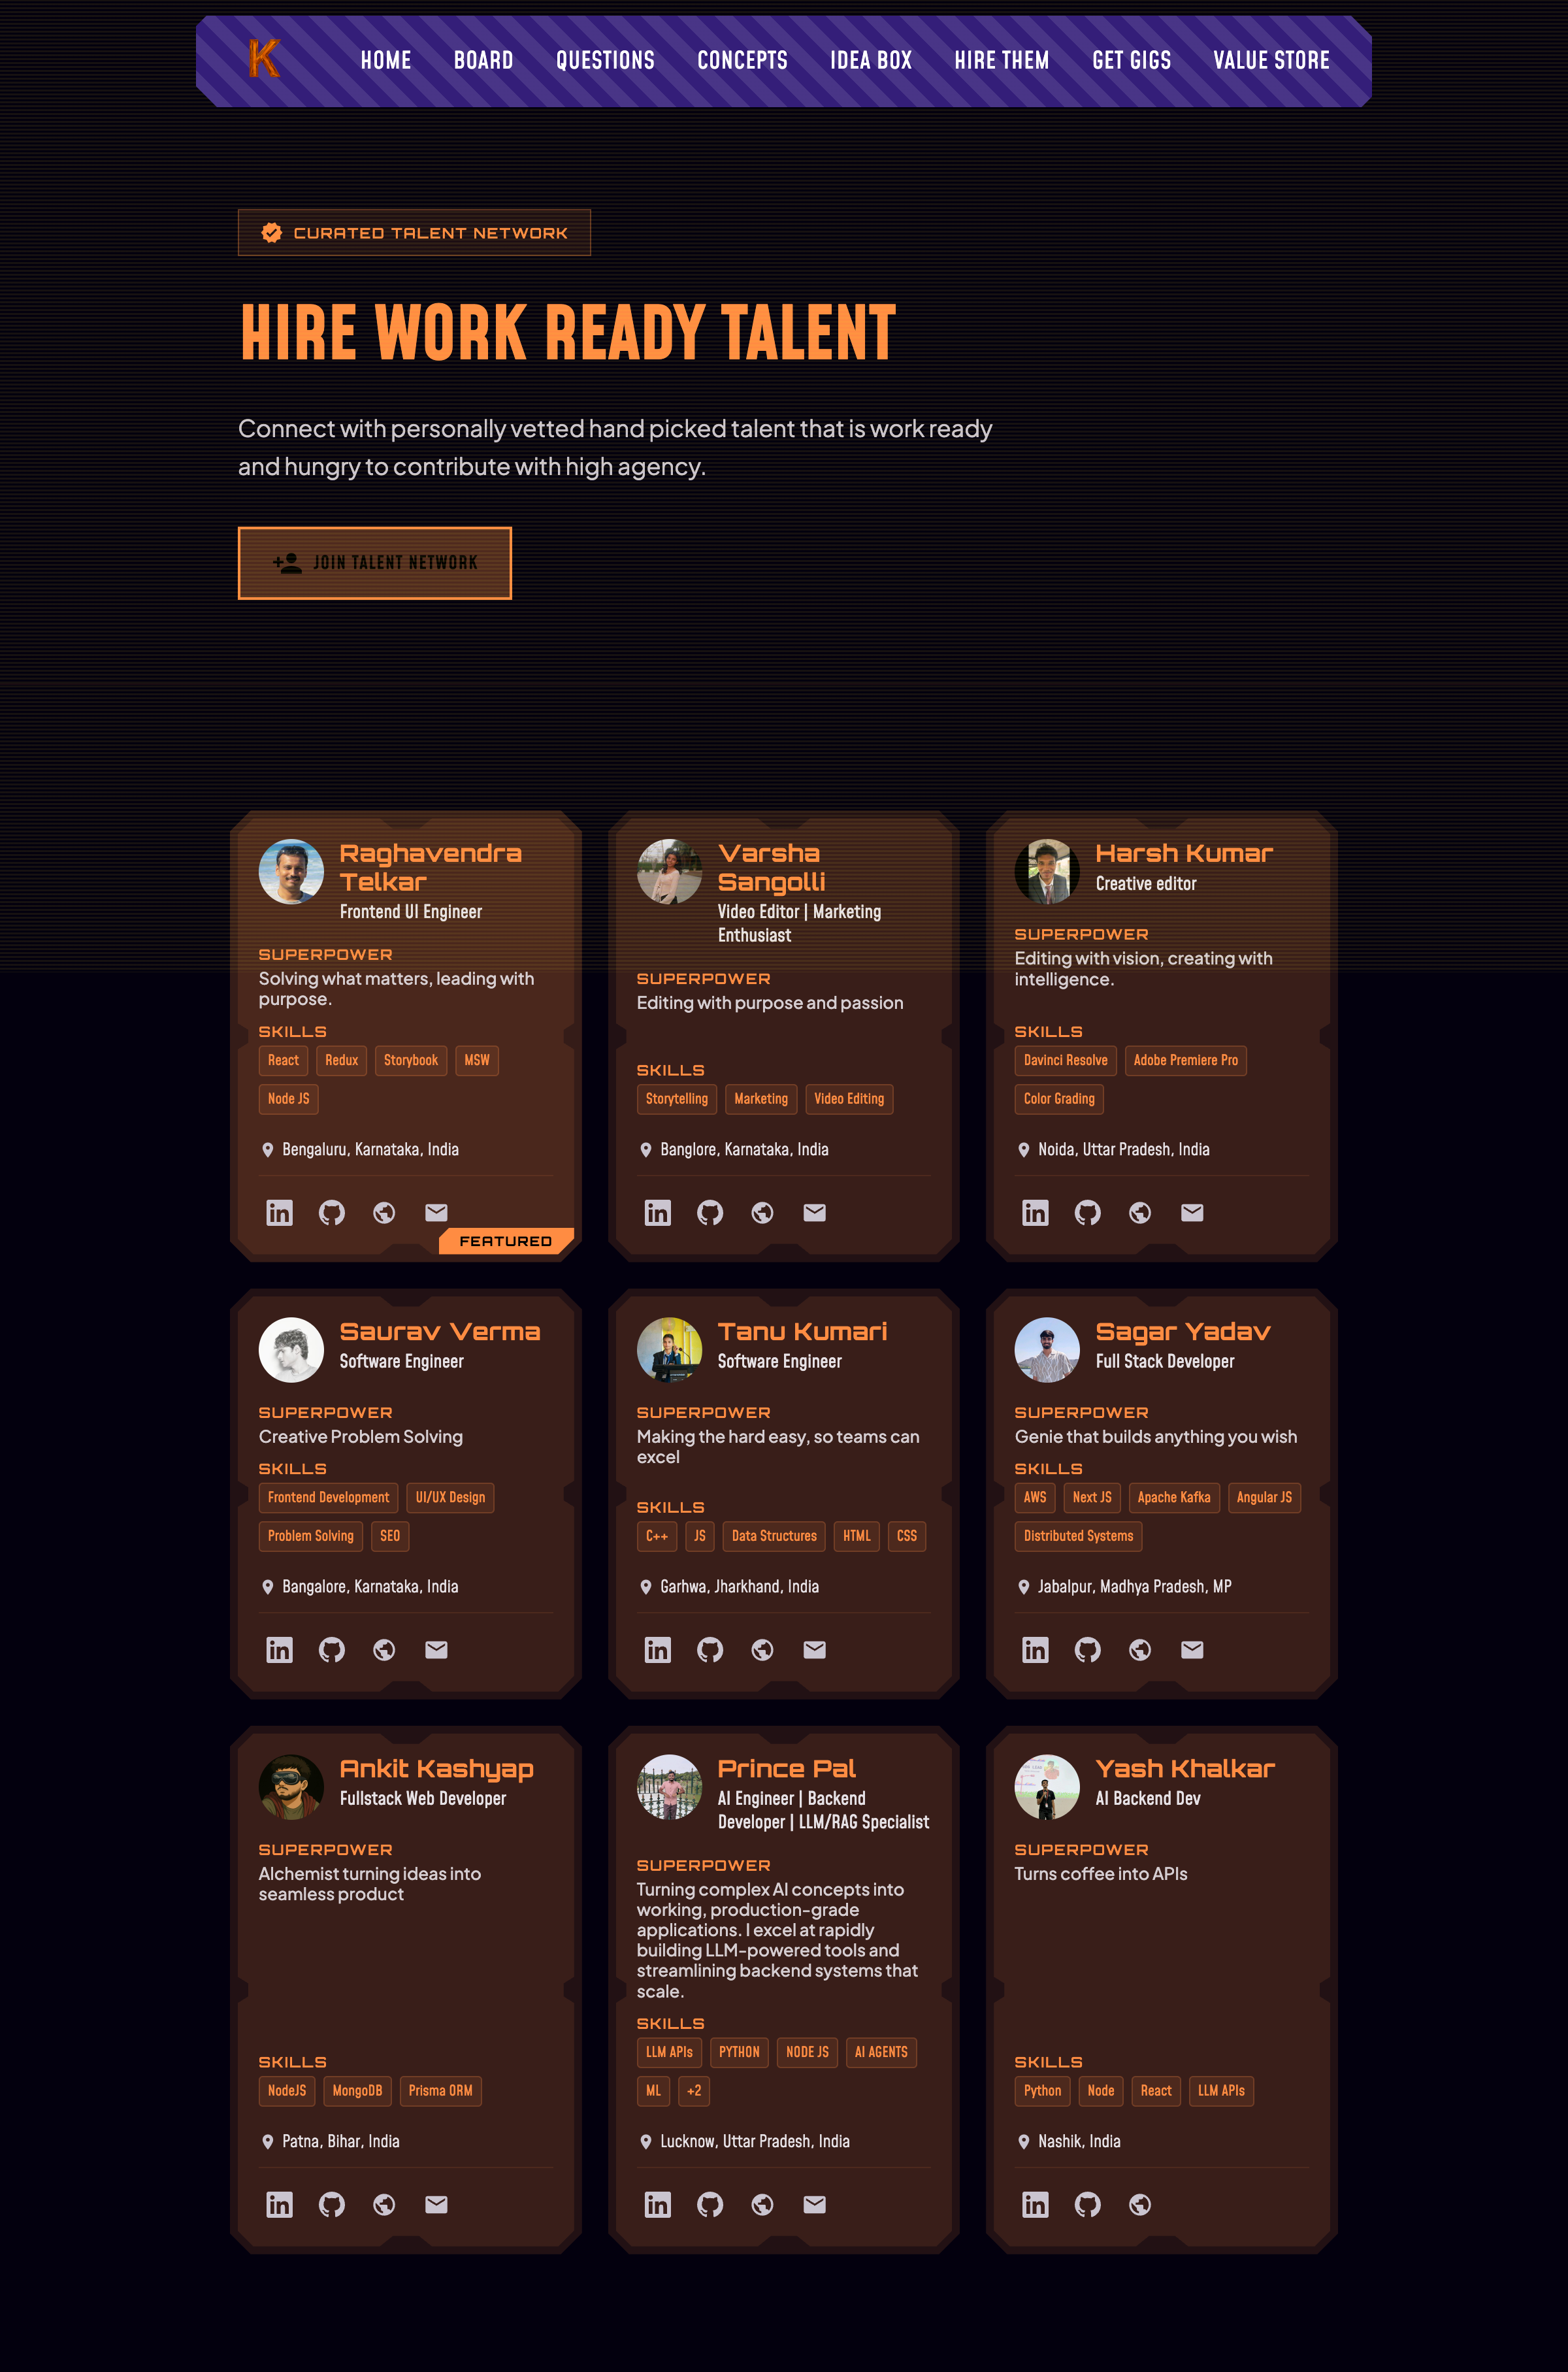 K
HOME BOARD QUESTIONS CONCEPTS IDEA BOX HIRE THEM GET GIGS VALUE STORE
CURATED TALENT NETWORK
HIRE WORK READY TALENT
Connect with personally vetted hand picked talent that is work ready
and hungry to contribute with high agency.
JOIN TALENT NETWORK
Raghavendra
Telkar
Frontend UI Engineer
SUPERPOWER
Solving what matters, leading with
purpose.
SKILLS
React Redux Storybook MSW
Node JS
Bengaluru, Karnataka, India
FEATURED
Varsha
Sangolli
Video Editor | Marketing
Enthusiast
SUPERPOWER
Editing with purpose and passion
SKILLS
Storytelling Marketing Video Editing
Banglore, Karnataka, India
Harsh Kumar
Creative editor
SUPERPOWER
Editing with vision, creating with
intelligence.
SKILLS
Davinci Resolve Adobe Premiere Pro
Color Grading
Noida, Uttar Pradesh, India
Saurav Verma
Software Engineer
SUPERPOWER
Creative Problem Solving
SKILLS
Frontend Development UI/UX Design
Problem Solving SEO
Bangalore, Karnataka, India
Tanu Kumari
Software Engineer
SUPERPOWER
Making the hard easy, so teams can
excel
SKILLS
C++ JS Data Structures HTML CSS
Garhwa, Jharkhand, India
Sagar Yadav
Full Stack Developer
SUPERPOWER
Genie that builds anything you wish
SKILLS
AWS Next JS Apache Kafka Angular JS
Distributed Systems
Jabalpur, Madhya Pradesh, MP
Ankit Kashyap
Fullstack Web Developer
SUPERPOWER
Alchemist turning ideas into
seamless product
SKILLS
NodeJS MongoDB Prisma ORM
Patna, Bihar, India
Prince Pal
AI Engineer | Backend
Developer | LLM/RAG Specialist
SUPERPOWER
Turning complex AI concepts into
working, production-grade
applications. I excel at rapidly
building LLM-powered tools and
streamlining backend systems that
scale.
SKILLS
LLM APIs PYTHON NODE JS AI AGENTS
ML +2
Lucknow, Uttar Pradesh, India
Yash Khalkar
AI Backend Dev
SUPERPOWER
Turns coffee into APIs
SKILLS
Python Node React LLM APIs
Nashik, India